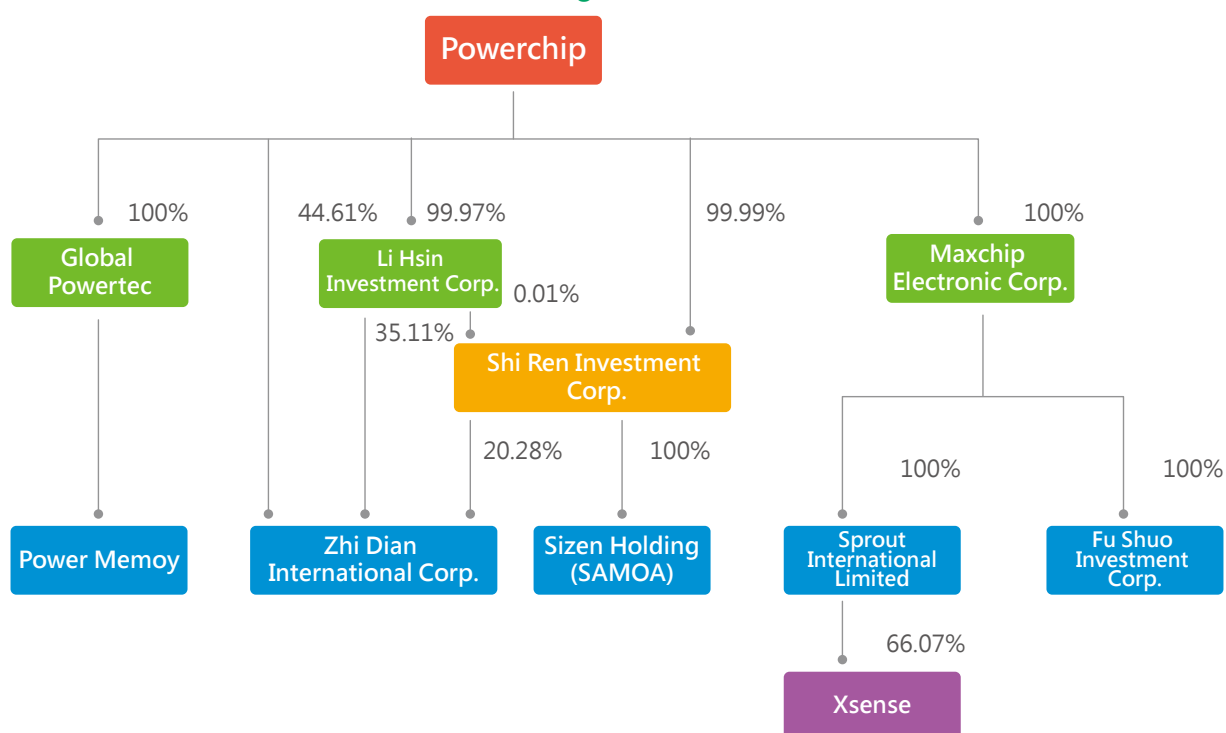 Powerchip
100%
44.61%
99.97%
99.99%
100%
Global
Powertec
Li Hsin
Investment Corp.
Maxchip
Electronic Corp.
0.01%
35.11%
Shi Ren Investment
Corp.
20.28%
100%
100%
100%
Power Memoy
Zhi Dian
International Corp.
Sizen Holding
(SAMOA)
Sprout
International
Limited
Fu Shuo
Investment
Corp.
66.07%
Xsense